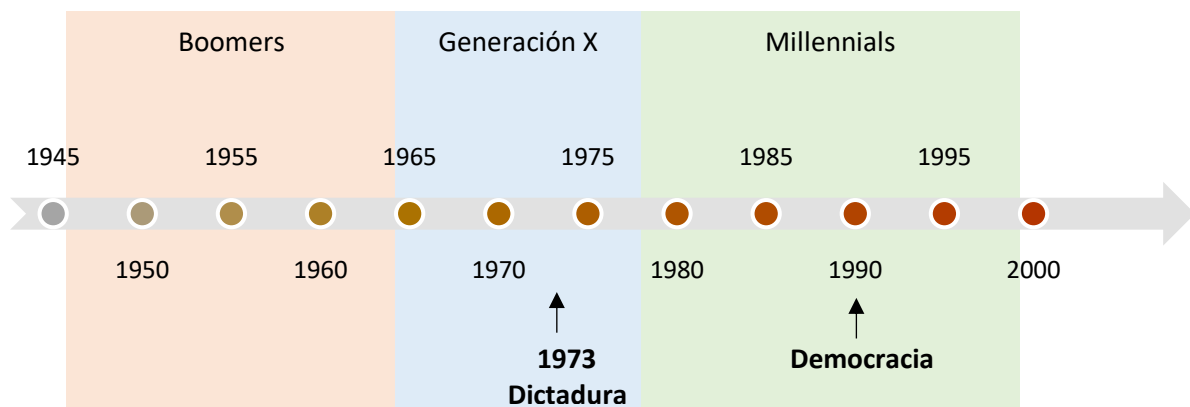 Boomers
Generación X
Millennials
1945
1955
1965
1975
1985
1995
1950
1960
1970
1980
1990
2000
1973
Dictadura
Democracia